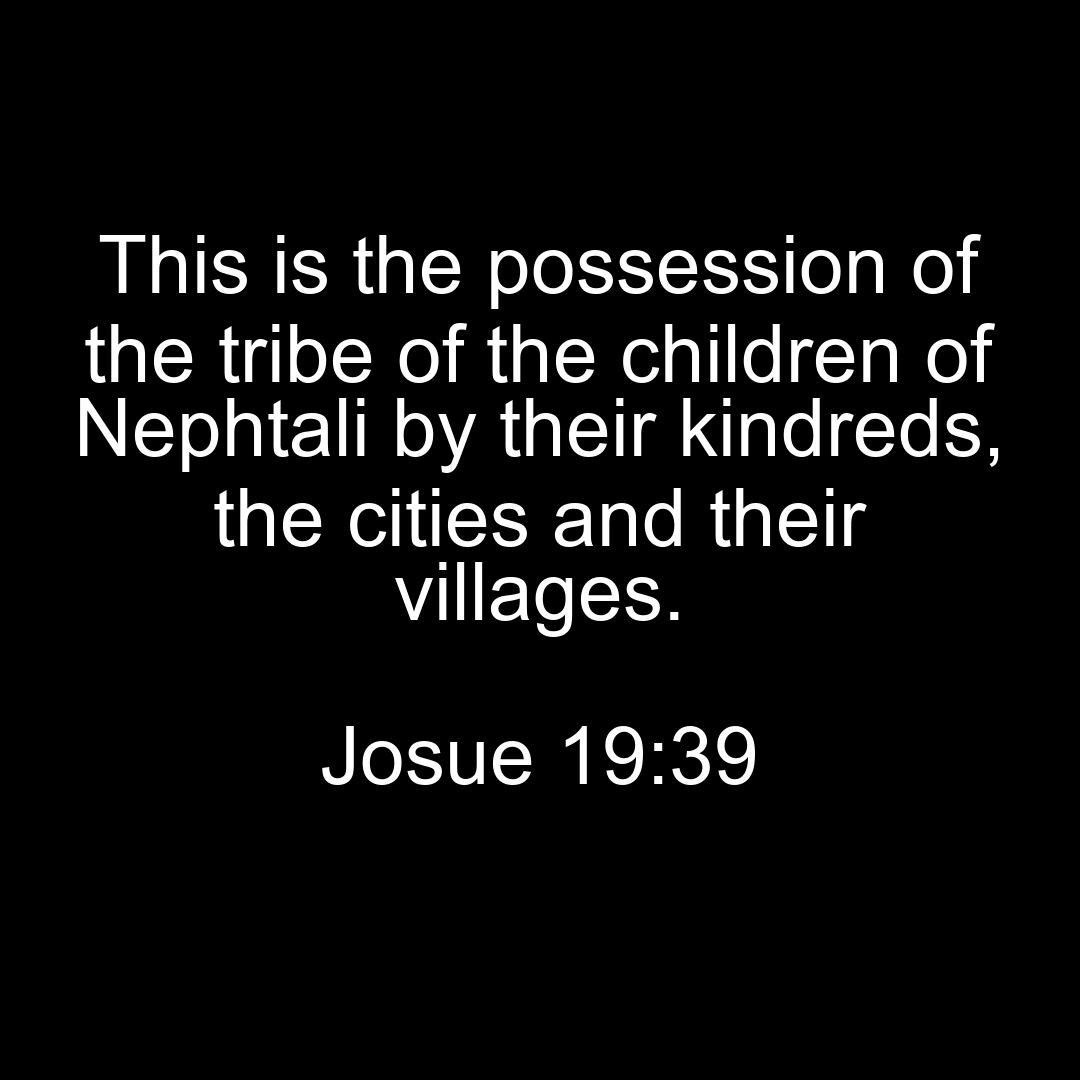 This is the possession of
the tribe of the children of
Nephtali by their kindreds,
the cities and their
villages.
Josue 19:39